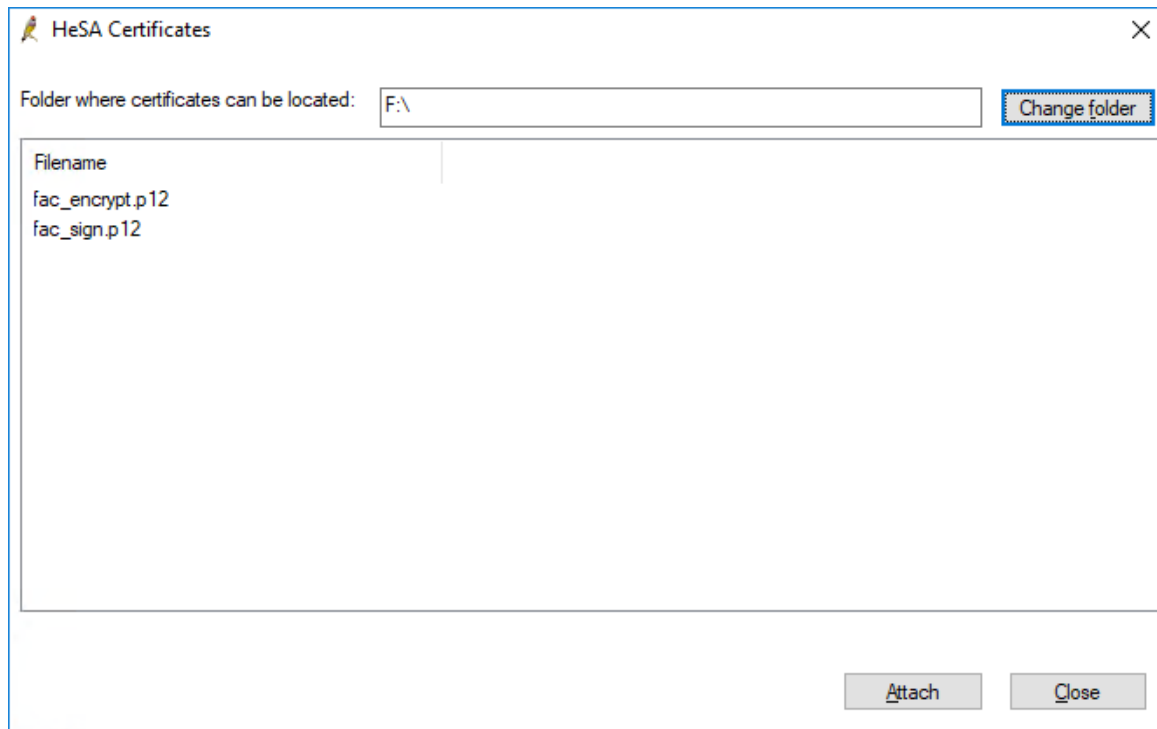 HeSA Certificates
Folder where certificates can be located: F:\ Change folder
Filename
fac_encrypt.p12
fac_sign.p12
Attach Close